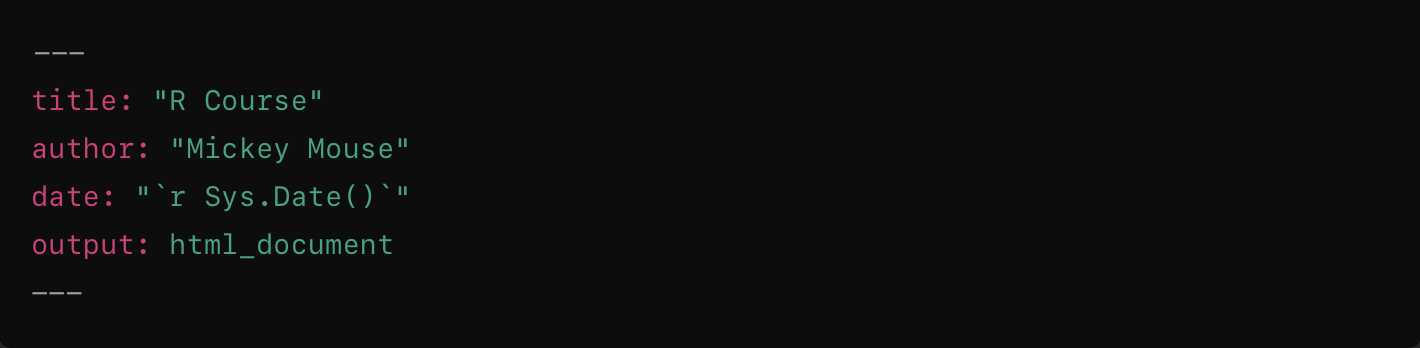 ---
title: "R Course"
author: "Mickey Mouse"
date: "`r Sys.Date()`"
output: html_document
---